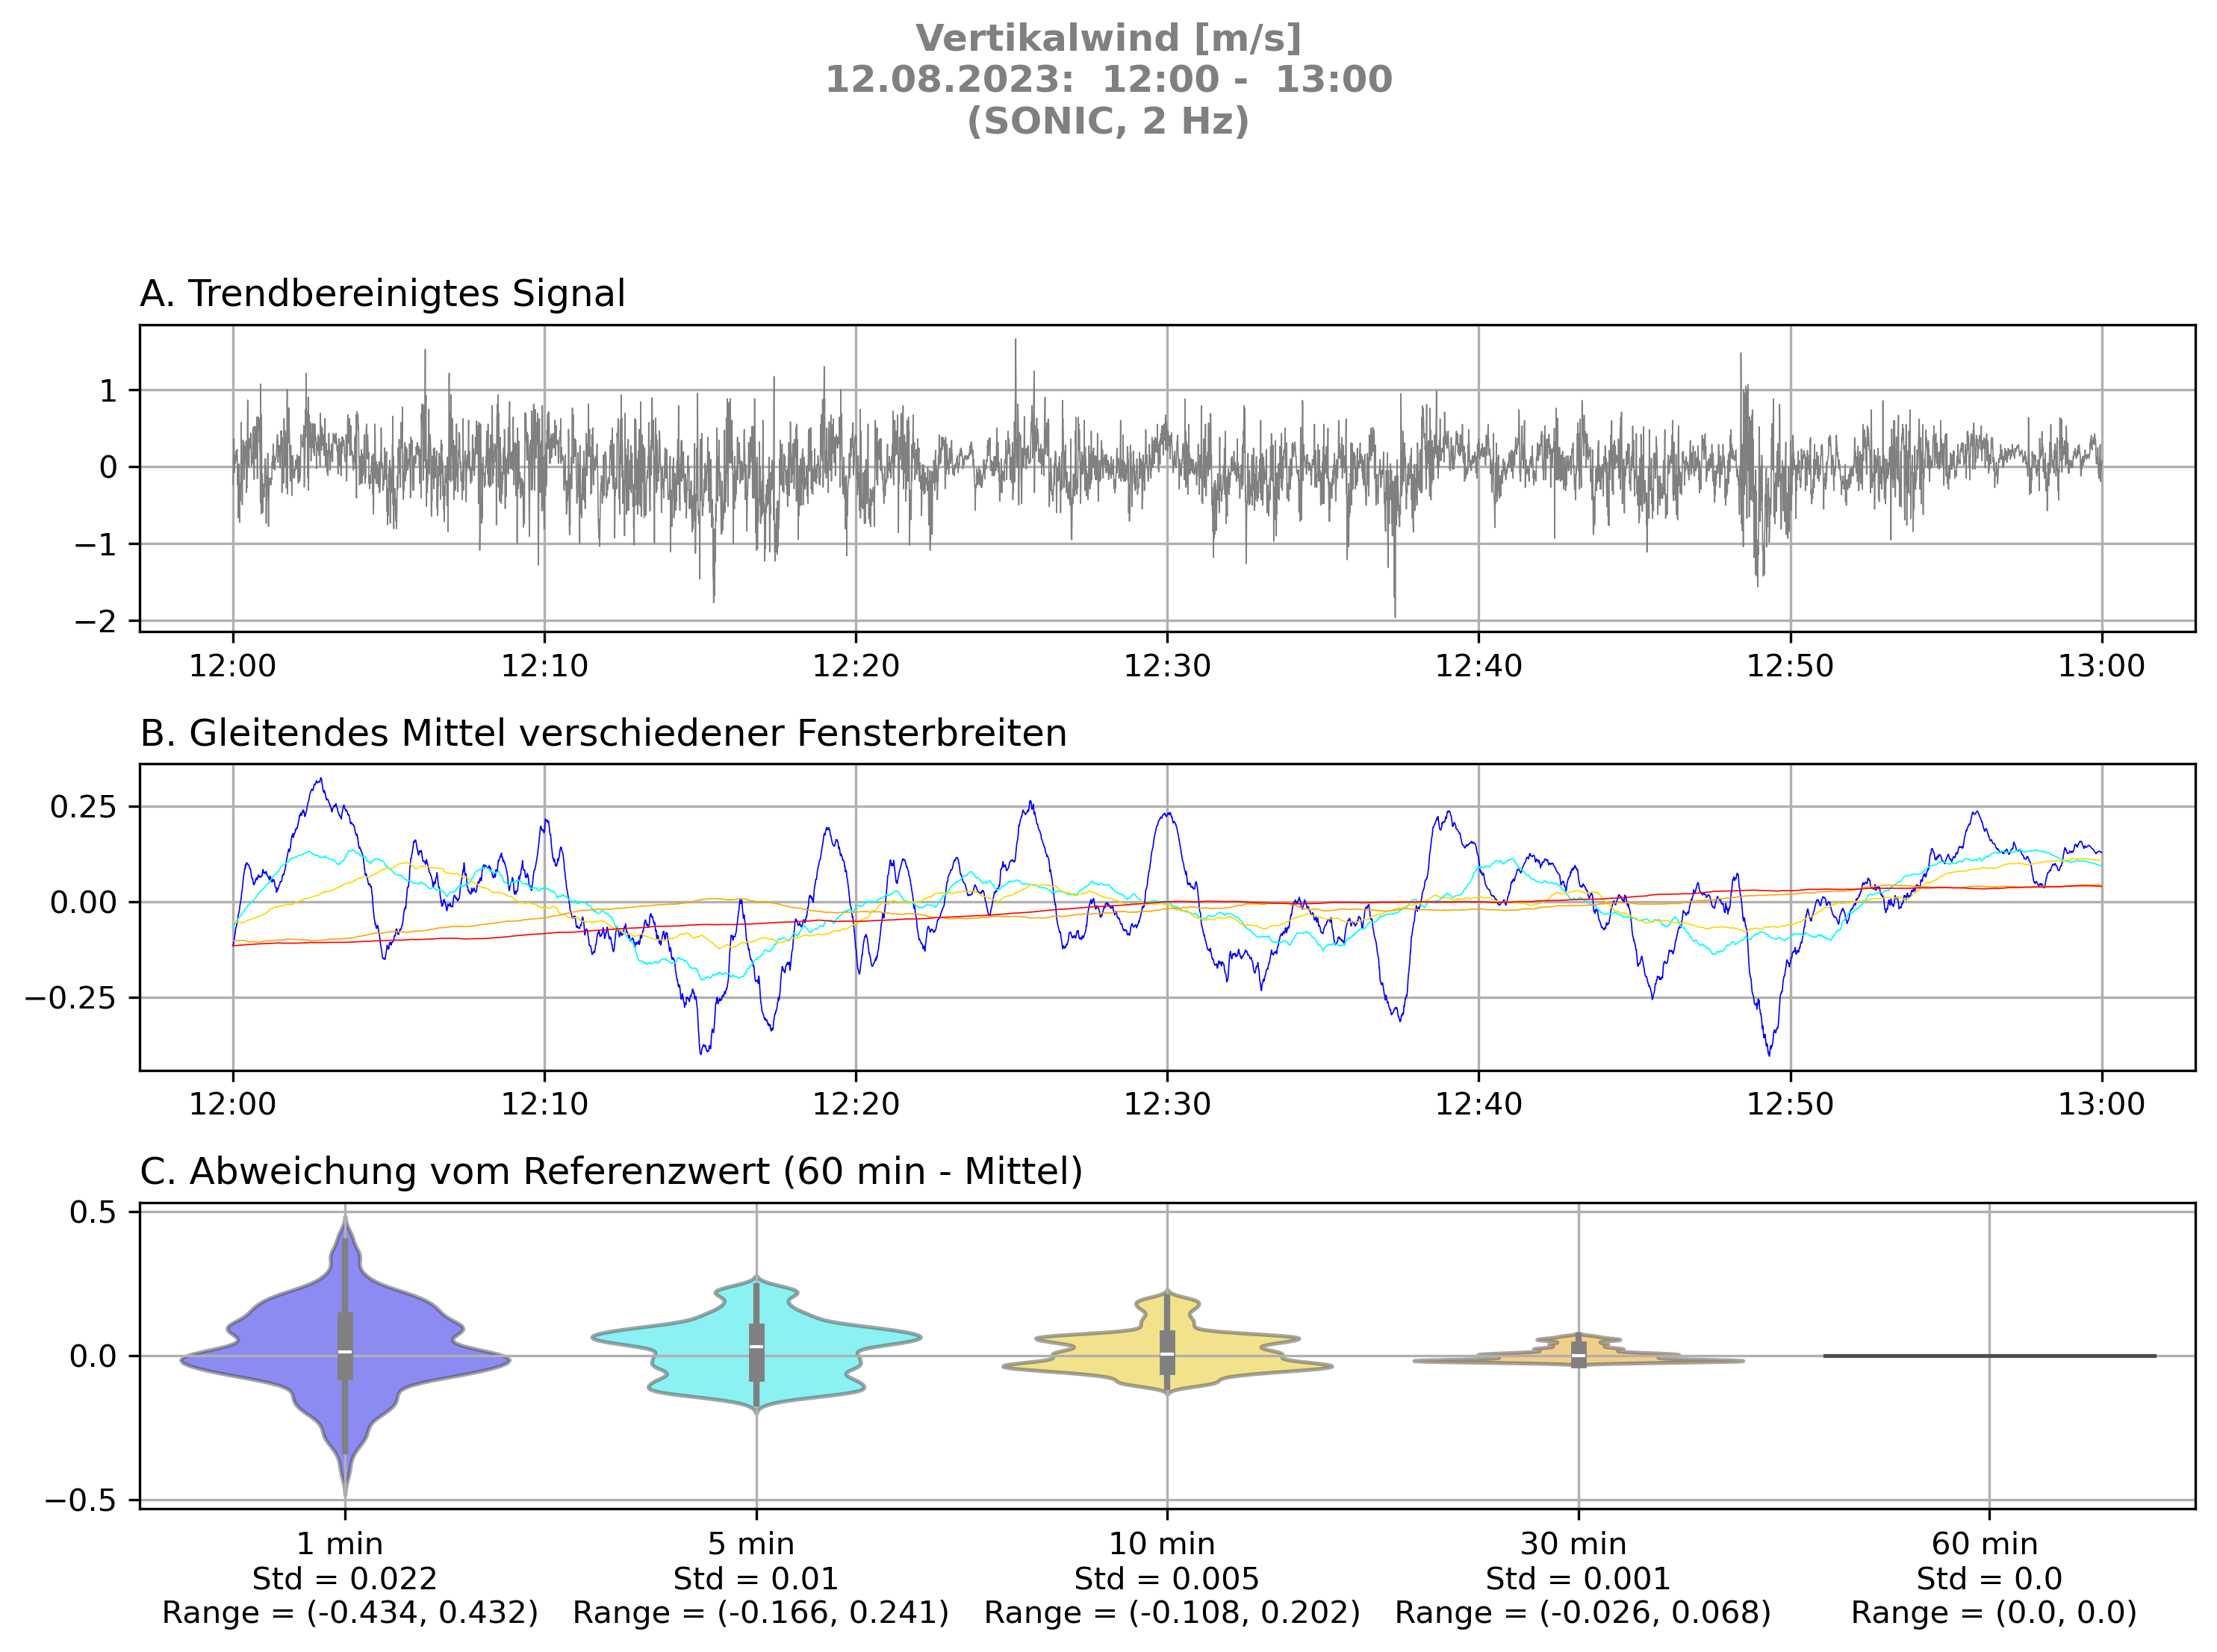 Vertikalwind [m/s]
12.08.2023:  12:00 -  13:00
(SONIC, 2 Hz)
A. Trendbereinigtes Signal
1
0
−1
−2
12:00 12:10 12:20 12:30 12:40 12:50 13:00
B. Gleitendes Mittel verschiedener Fensterbreiten
0.25
0.00
−0.25
12:00 12:10 12:20 12:30 12:40 12:50 13:00
C. Abweichung vom Referenzwert (60 min - Mittel)
0.5
0.0
−0.5
1 min 5 min 10 min 30 min 60 min
Std = 0.022 Std = 0.01 Std = 0.005 Std = 0.001 Std = 0.0
Range = (-0.434, 0.432) Range = (-0.166, 0.241) Range = (-0.108, 0.202) Range = (-0.026, 0.068) Range = (0.0, 0.0)